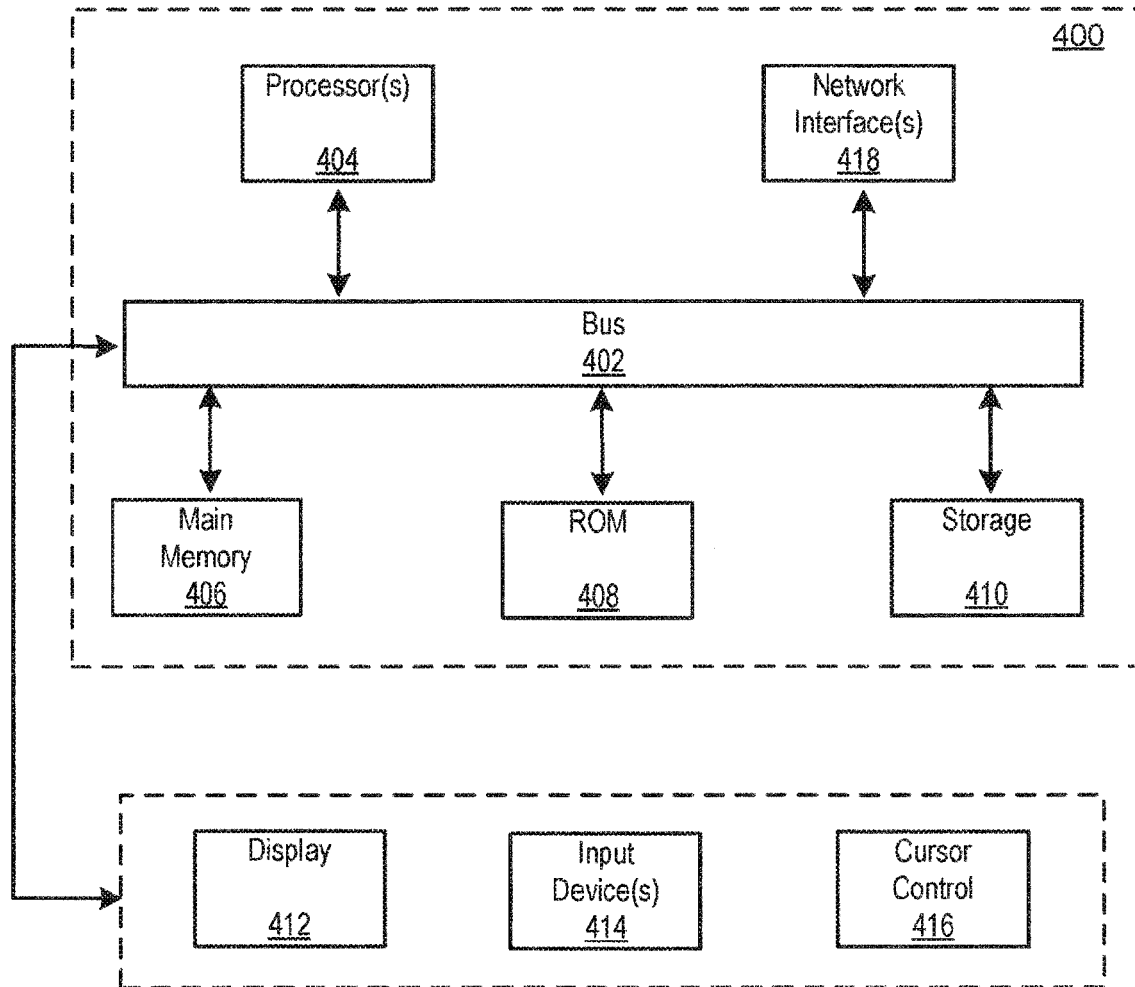 400
Processor(s)
404
Network
Interface(s)
418
Bus
402
Main
Memory
406
ROM
408
Storage
410
Display
412
Input
Device(s)
414
Cursor
Control
416